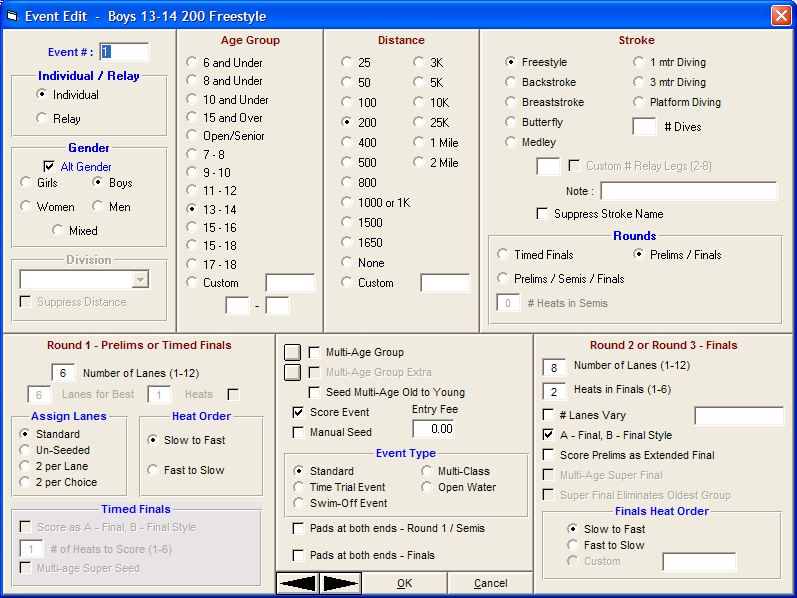 Event Edit - Boys 13-14 200 Freestyle
Event # : 1
Individual / Relay
Individual
Relay
Gender
Alt Gender
Girls Boys
Women Men
Mixed
Division
Suppress Distance
Age Group
6 and Under
8 and Under
10 and Under
15 and Over
Open/Senior
7 - 8
9 - 10
11 - 12
13 - 14
15 - 16
15 - 18
17 - 18
Custom
-
Distance
25 3K
50 5K
100 10K
200 25K
400 1 Mile
500 2 Mile
800
1000 or 1K
1500
1650
None
Custom
Stroke
Freestyle 1 mtr Diving
Backstroke 3 mtr Diving
Breaststroke Platform Diving
Butterfly # Dives
Medley
Custom # Relay Legs (2-8)
Note :
Suppress Stroke Name
Rounds
Timed Finals Prelims / Finals
Prelims / Semis / Finals
0 # Heats in Semis
Round 1 - Prelims or Timed Finals
6 Number of Lanes (1-12)
6 Lanes for Best 1 Heats
Assign Lanes
Standard
Un-Seeded
2 per Lane
2 per Choice
Heat Order
Slow to Fast
Fast to Slow
Timed Finals
Score as A - Final, B - Final Style
1 # of Heats to Score (1-6)
Multi-age Super Seed
Multi-Age Group
Multi-Age Group Extra
Seed Multi-Age Old to Young
Score Event Entry Fee
Manual Seed 0.00
Event Type
Standard Multi-Class
Time Trial Event Open Water
Swim-Off Event
Pads at both ends - Round 1 / Semis
Pads at both ends - Finals
OK Cancel
Round 2 or Round 3 - Finals
8 Number of Lanes (1-12)
2 Heats in Finals (1-6)
# Lanes Vary
A - Final, B - Final Style
Score Prelims as Extended Final
Multi-Age Super Final
Super Final Eliminates Oldest Group
Finals Heat Order
Slow to Fast
Fast to Slow
Custom